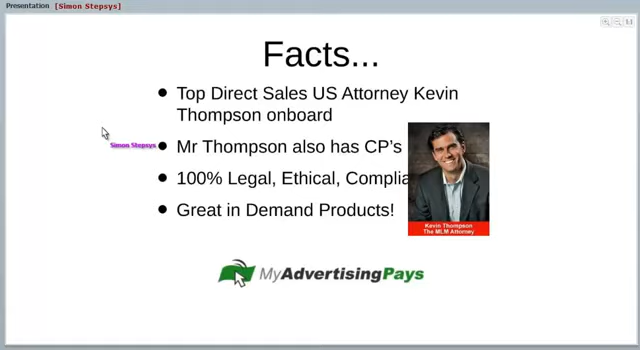 Presentation [Simon Stepsys]
Facts...
Top Direct Sales US Attorney Kevin
Thompson onboard
Simon Stepsys
Mr Thompson also has CP's
100% Legal, Ethical, Complia
Great in Demand Products!
Kevin Thompson
The MLM Attorney
MyAdvertisingPays